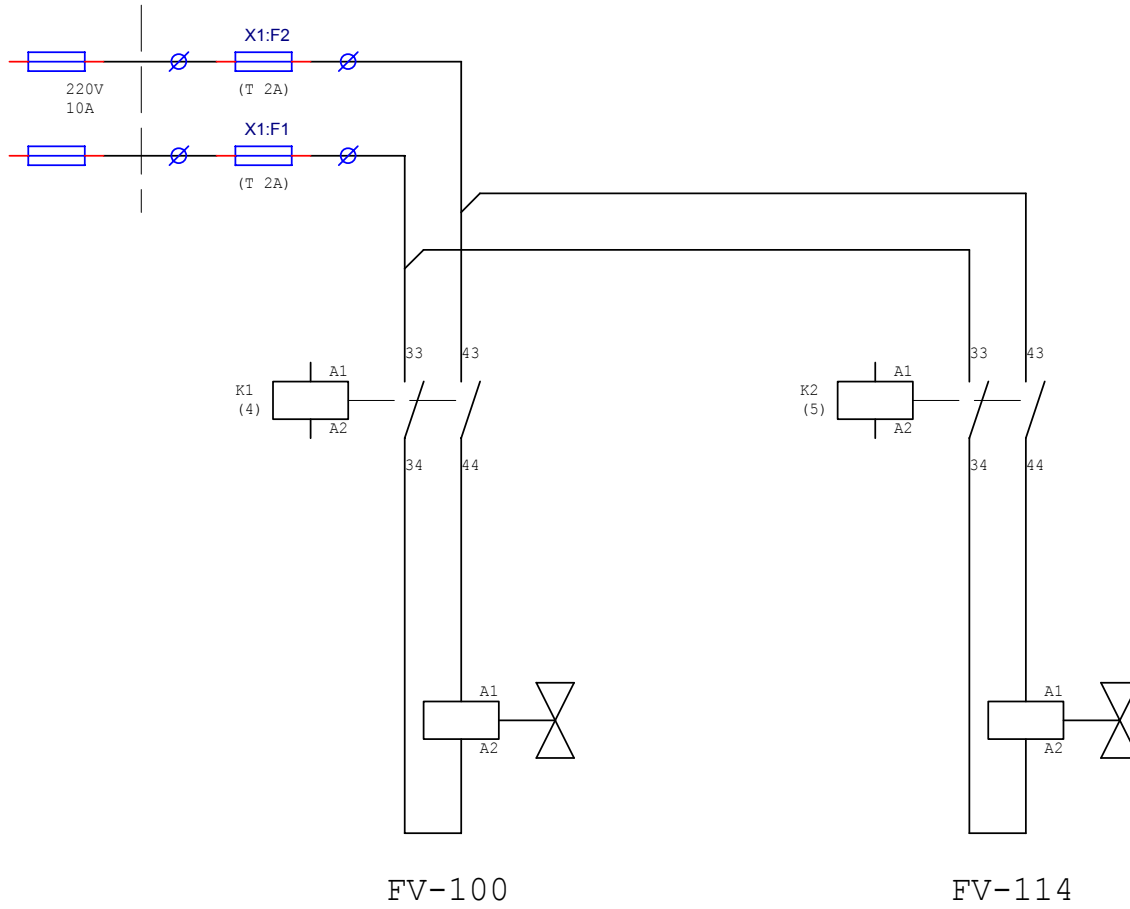 X1:F2
220V
10A
(T 2A)
X1:F1
(T 2A)
33
43
33
43
K1
(4)
A1
A2
K2
(5)
A1
A2
34
44
34
44
A1
A2
A1
A2
FV-100
FV-114